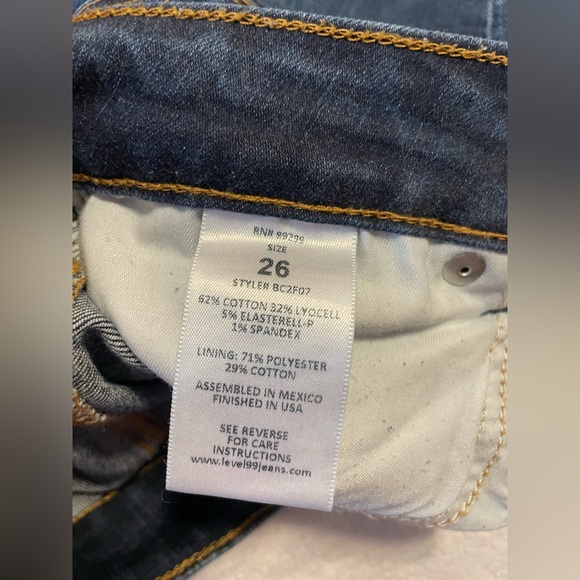 RN# 99299
SIZE
26
STYLE# BC2F07
62% COTTON 32% LYOCELL
5% ELASTERELL-P
1% SPANDEX
LINING: 71% POLYESTER
29% COTTON
ASSEMBLED IN MEXICO
FINISHED IN USA
SEE REVERSE
FOR CARE
INSTRUCTIONS
www.level99jeans.com